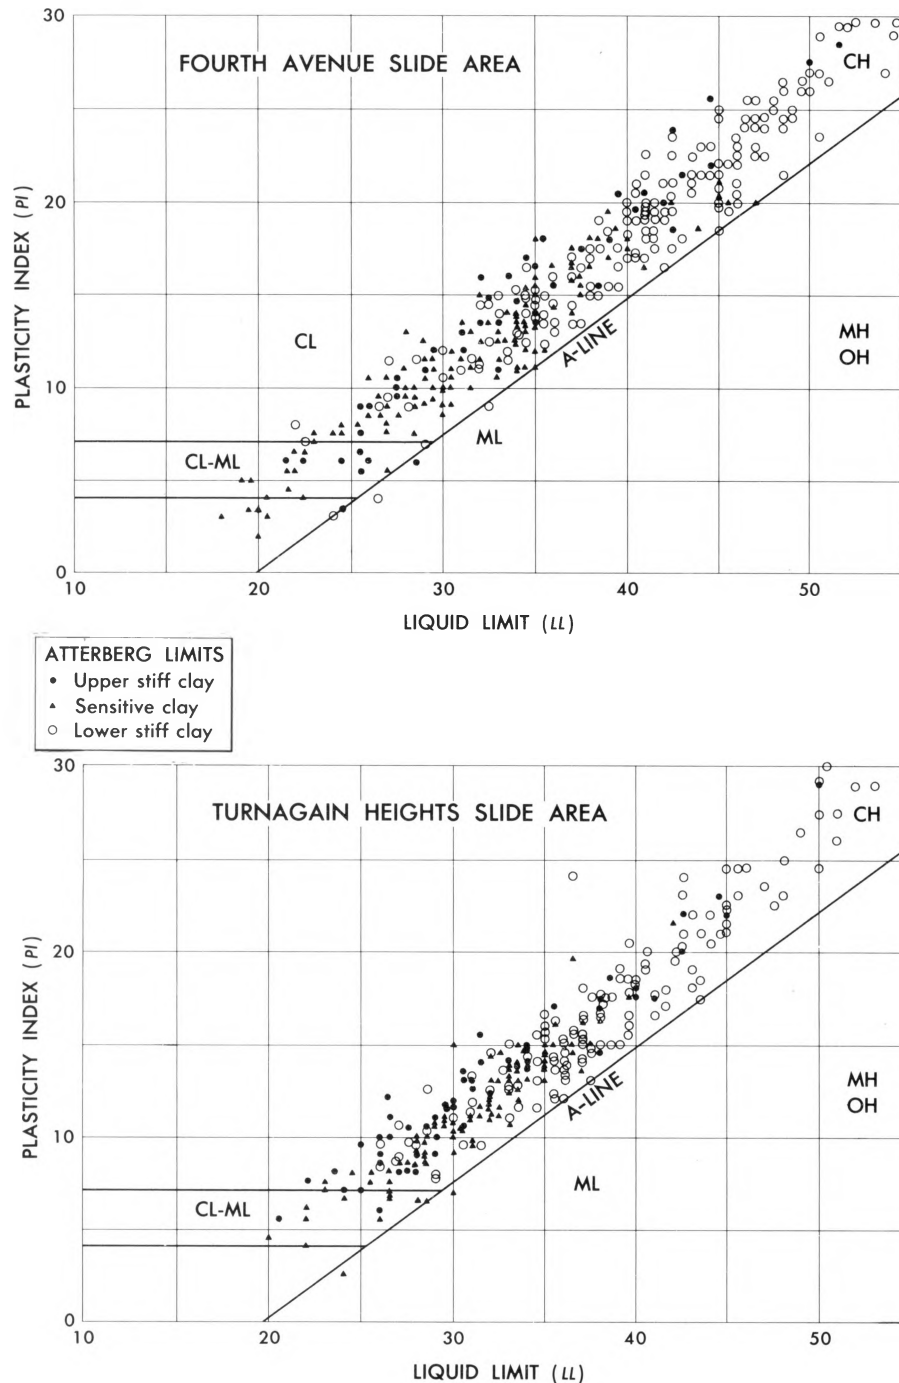 30
FOURTH AVENUE SLIDE AREA
CH
20
PLASTICITY INDEX (PI)
CL
A-LINE
MH
OH
10
ML
CL-ML
0
10 20 30 40 50
LIQUID LIMIT (LL)
ATTERBERG LIMITS
Upper stiff clay
Sensitive clay
Lower stiff clay
30
TURNAGAIN HEIGHTS SLIDE AREA
CH
20
PLASTICITY INDEX (PI)
A-LINE
MH
OH
10
ML
CL-ML
0
10 20 30 40 50
LIQUID LIMIT (LL)